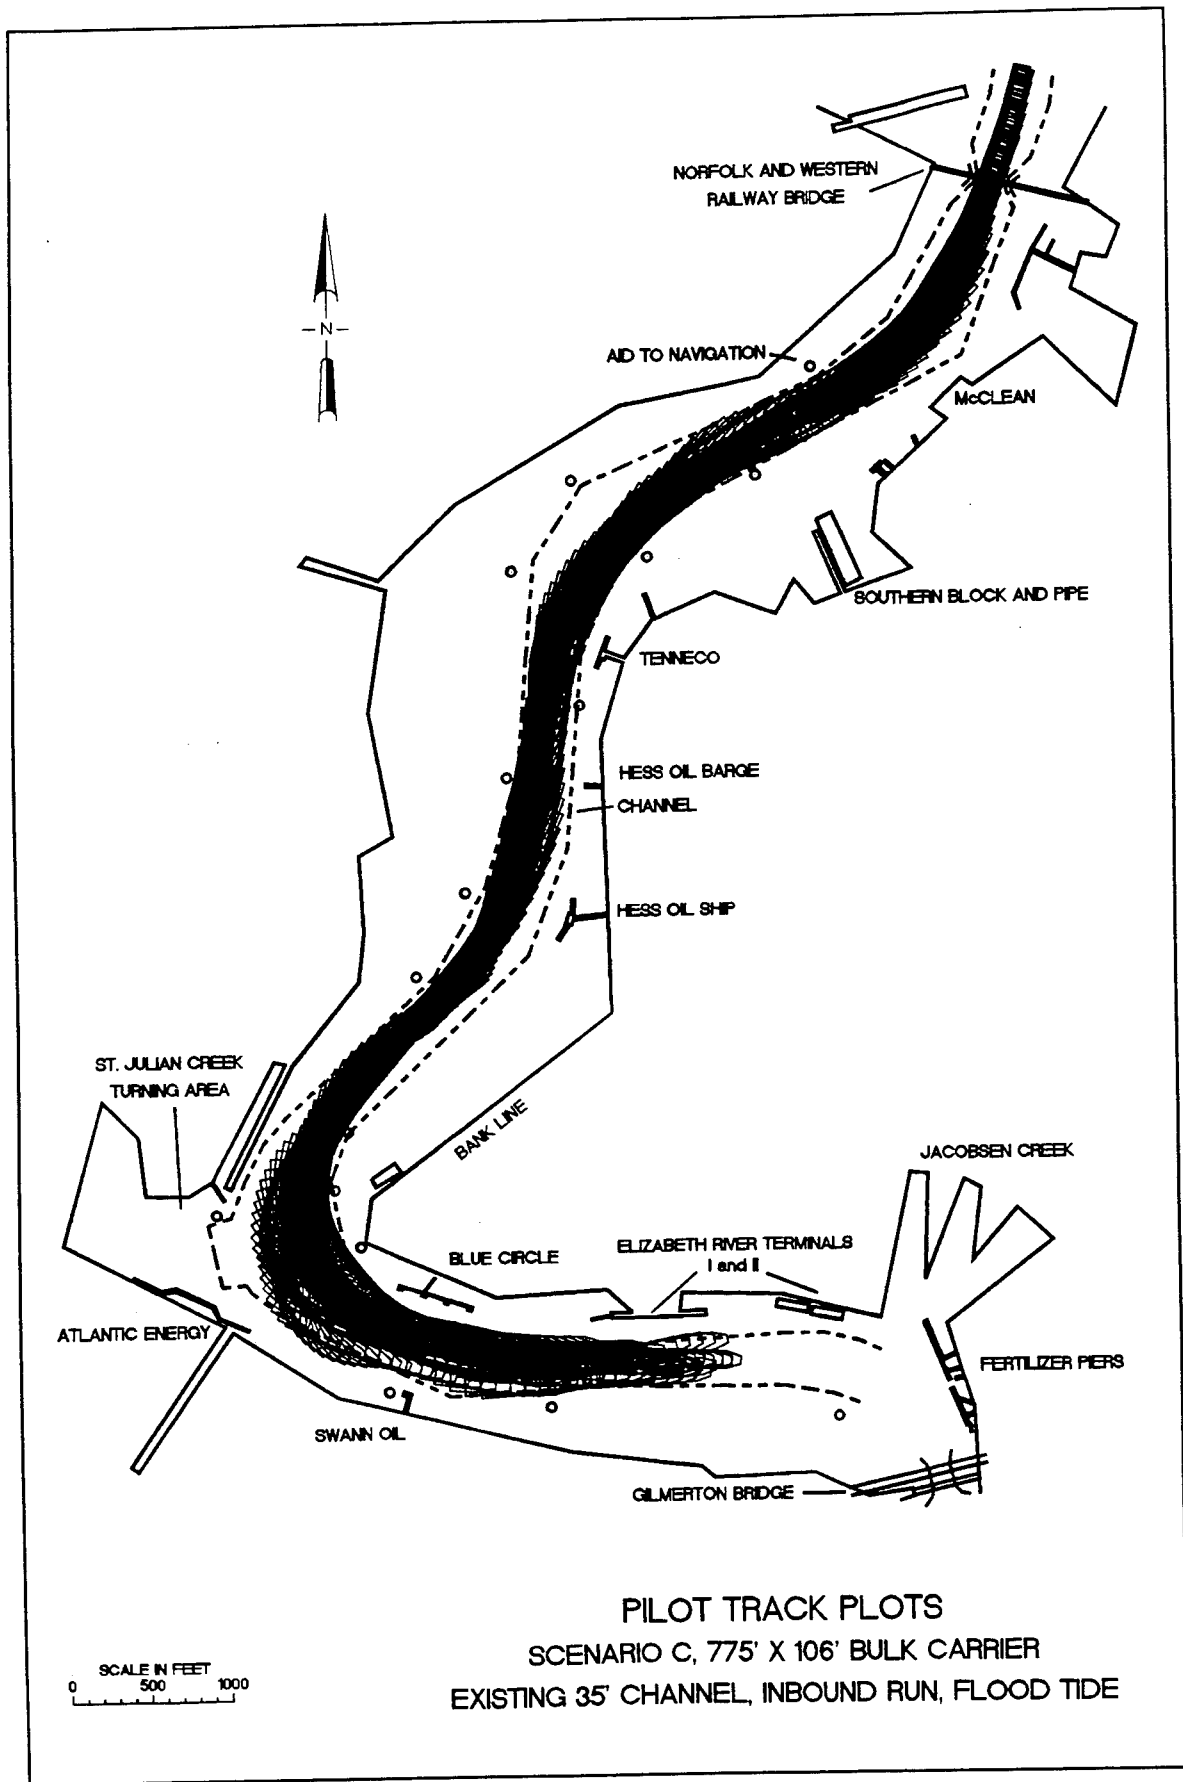 NORFOLK AND WESTERN
RAILWAY BRIDGE
N
AID TO NAVIGATION
McCLEAN
SOUTHERN BLOCK AND PIPE
TENNECO
HESS OIL BARGE
CHANNEL
HESS OIL SHIP
ST. JULIAN CREEK
TURNING AREA
BANK LINE
JACOBSEN CREEK
ELIZABETH RIVER TERMINALS
I and II
BLUE CIRCLE
ATLANTIC ENERGY
FERTILIZER PIERS
SWANN OIL
GILMERTON BRIDGE
PILOT TRACK PLOTS
SCENARIO C, 775' X 106' BULK CARRIER
EXISTING 35' CHANNEL, INBOUND RUN, FLOOD TIDE
SCALE IN FEET
0 500 1000